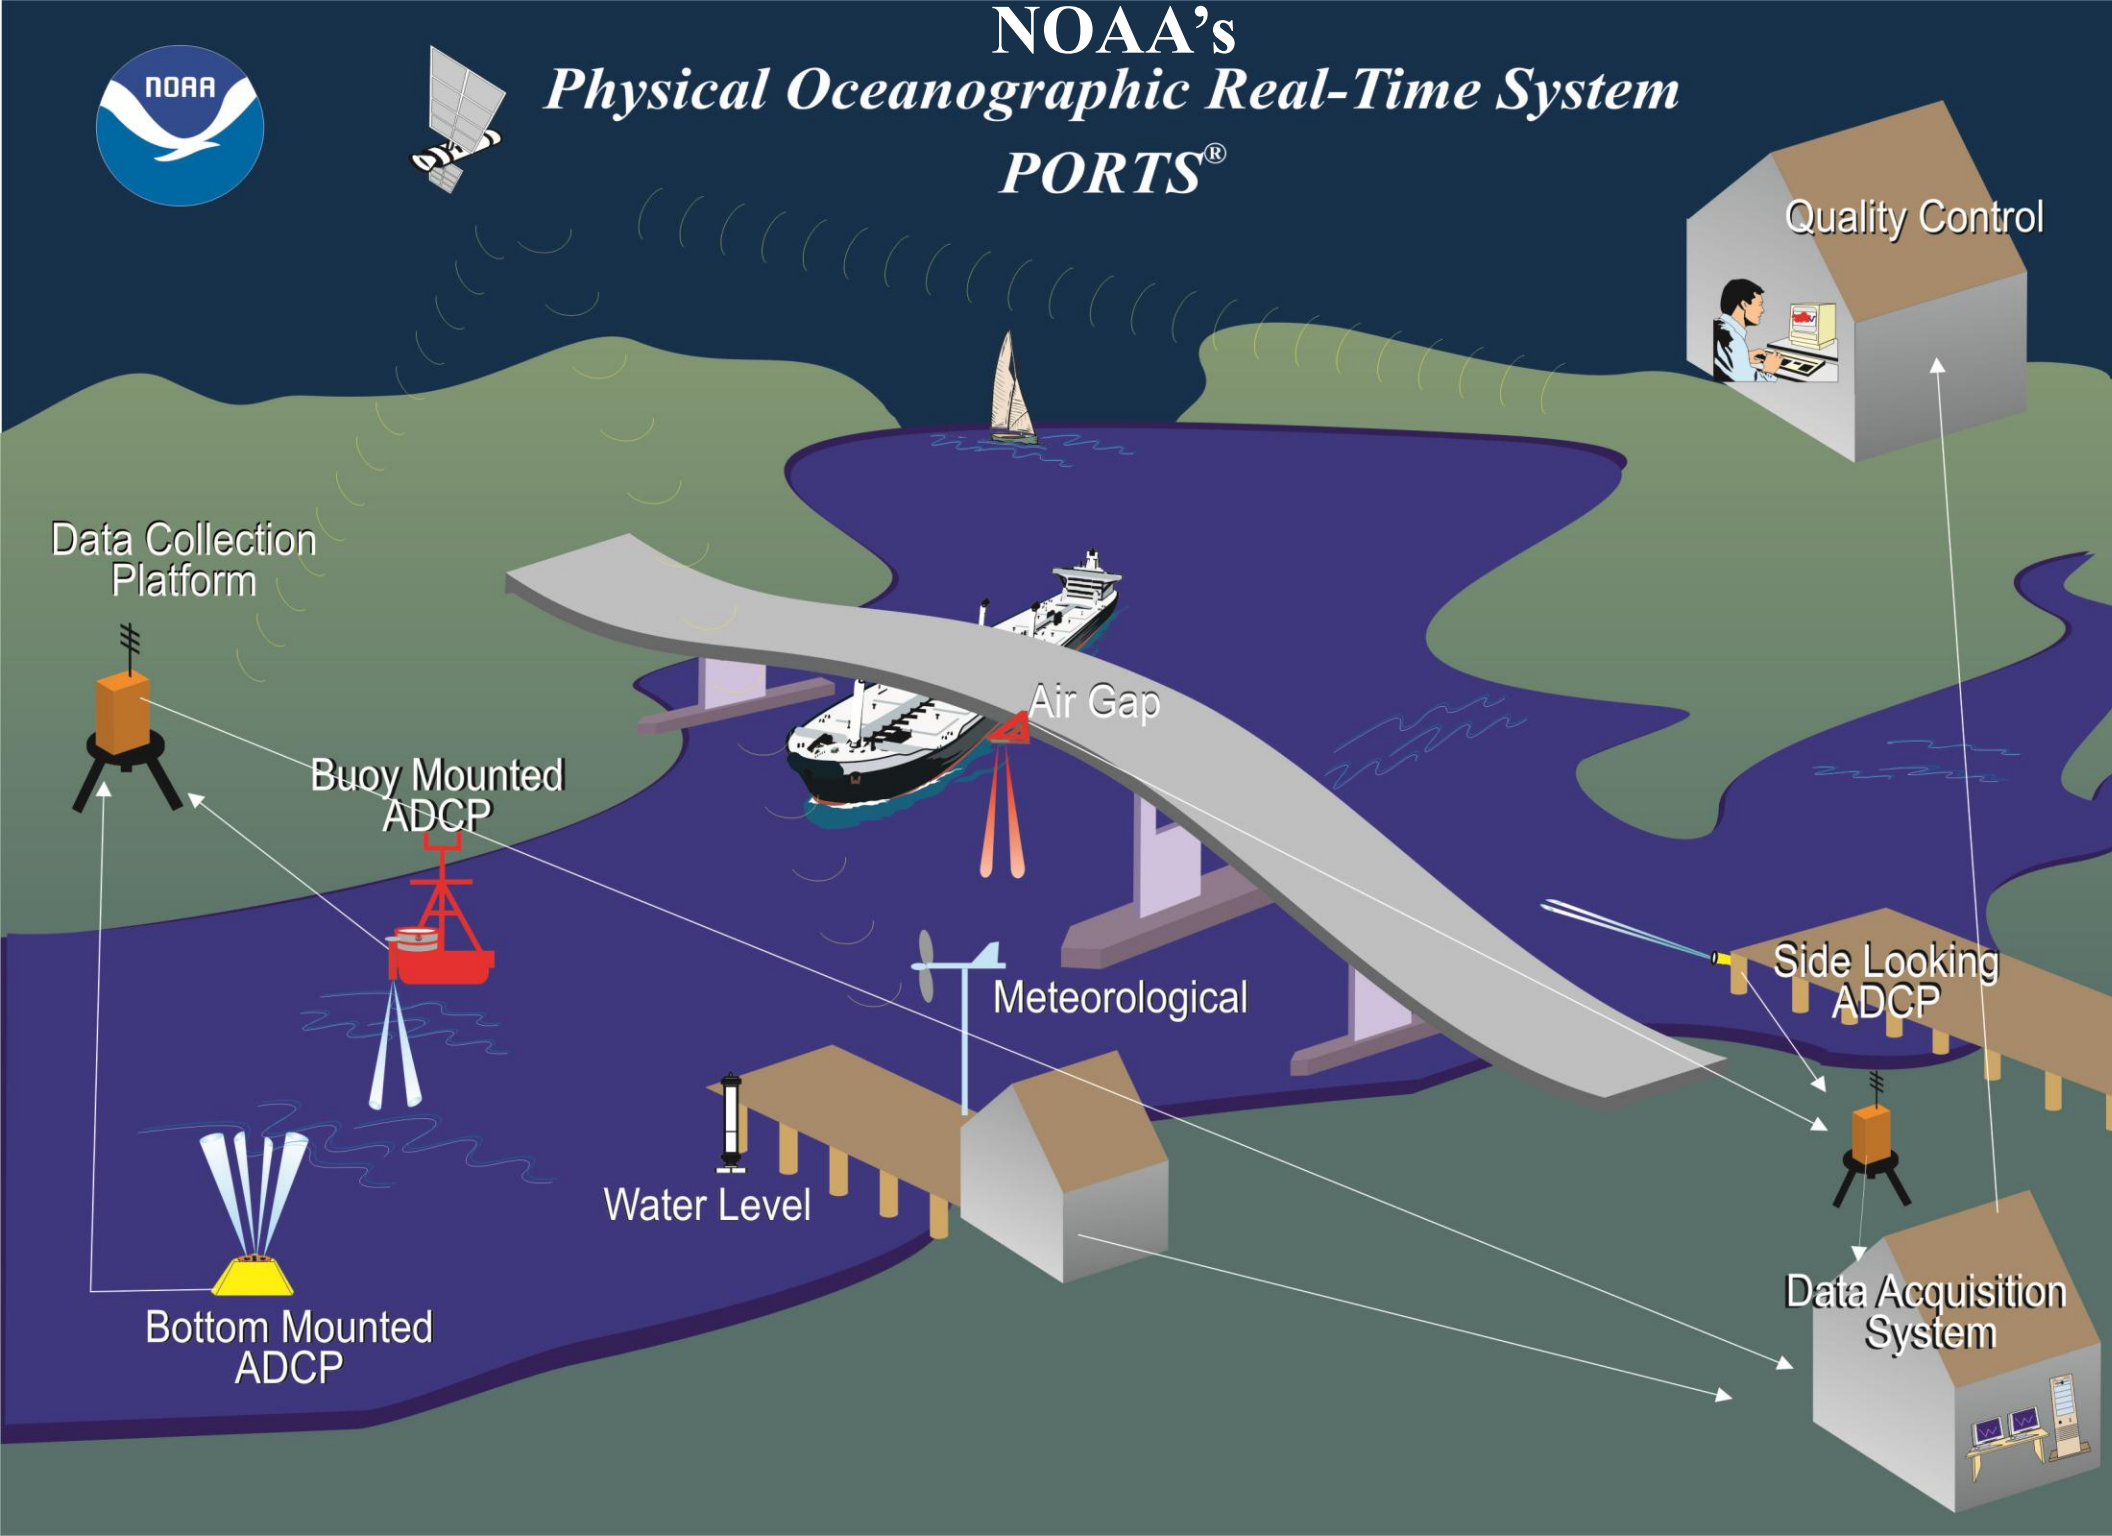 NOAA's
Physical Oceanographic Real-Time System
PORTS®
NOAA
Quality Control
Data Collection
Platform
Air Gap
Buoy Mounted
ADCP
Side Looking
ADCP
Meteorological
Water Level
Data Acquisition
System
Bottom Mounted
ADCP